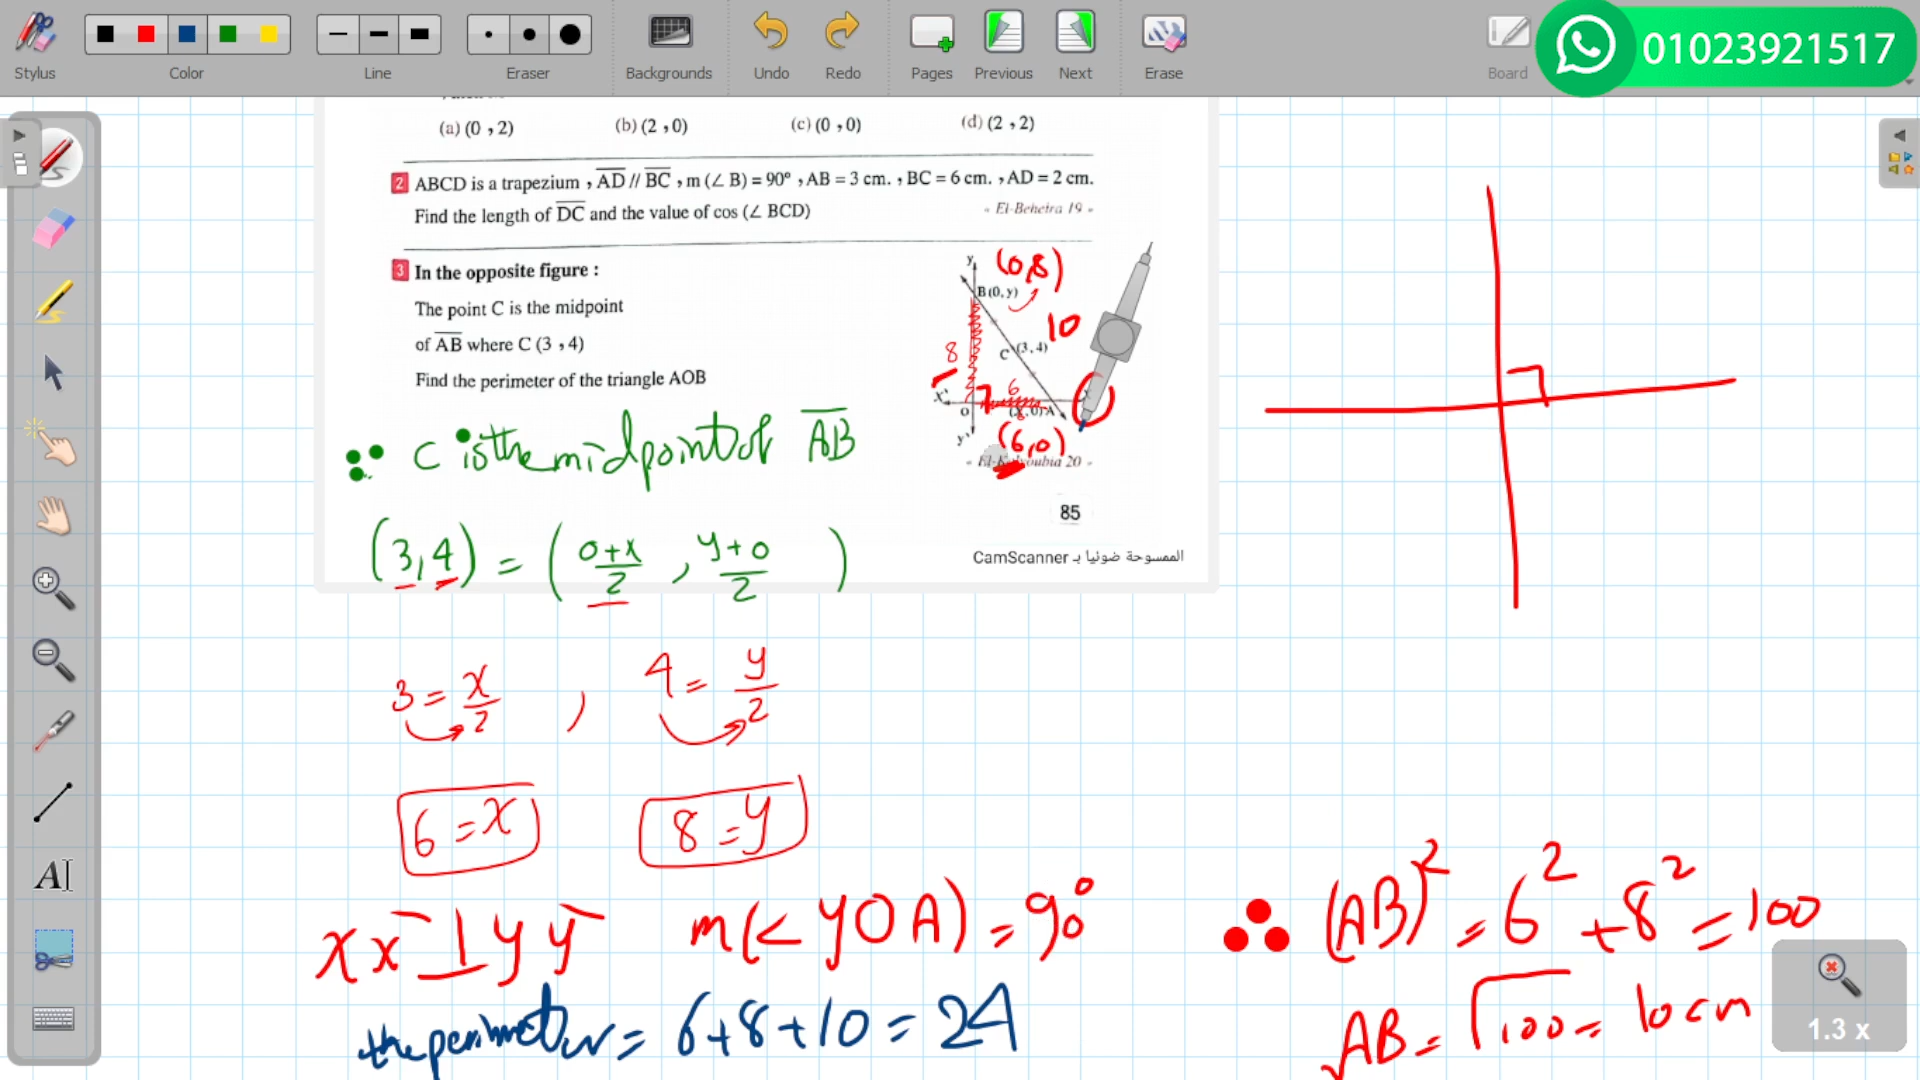 Stylus Color Line Eraser Backgrounds Undo Redo Pages Previous Next Erase Board
01023921517
(a) (0 , 2) (b) (2 , 0) (c) (0 , 0) (d) (2 , 2)
2 ABCD is a trapezium , AD // BC , m (∠ B) = 90° , AB = 3 cm. , BC = 6 cm. , AD = 2 cm.
Find the length of DC and the value of cos (∠ BCD) « El-Beheira 19 »
3 In the opposite figure :
The point C is the midpoint
of AB where C (3 , 4)
Find the perimeter of the triangle AOB
y (0,8)
B (0, y)
10
8 C (3, 4)
6
x'
O (x, 0) A
y' (6,0)
« El-Kalyoubia 20 »
∵ C is the midpoint of AB
85
(3,4) = (0+x/2 , y+0/2)
الممسوحة ضوئيا بـ CamScanner
3 = x/2 , 4 = y/2
6 = x 8 = y
xx⁻ ⊥ yy⁻ m(< YOA) = 90°
∴ (AB)² = 6² + 8² = 100
the perimeter = 6+8+10 = 24
AB = √100 = 10 cm
A
1.3 x